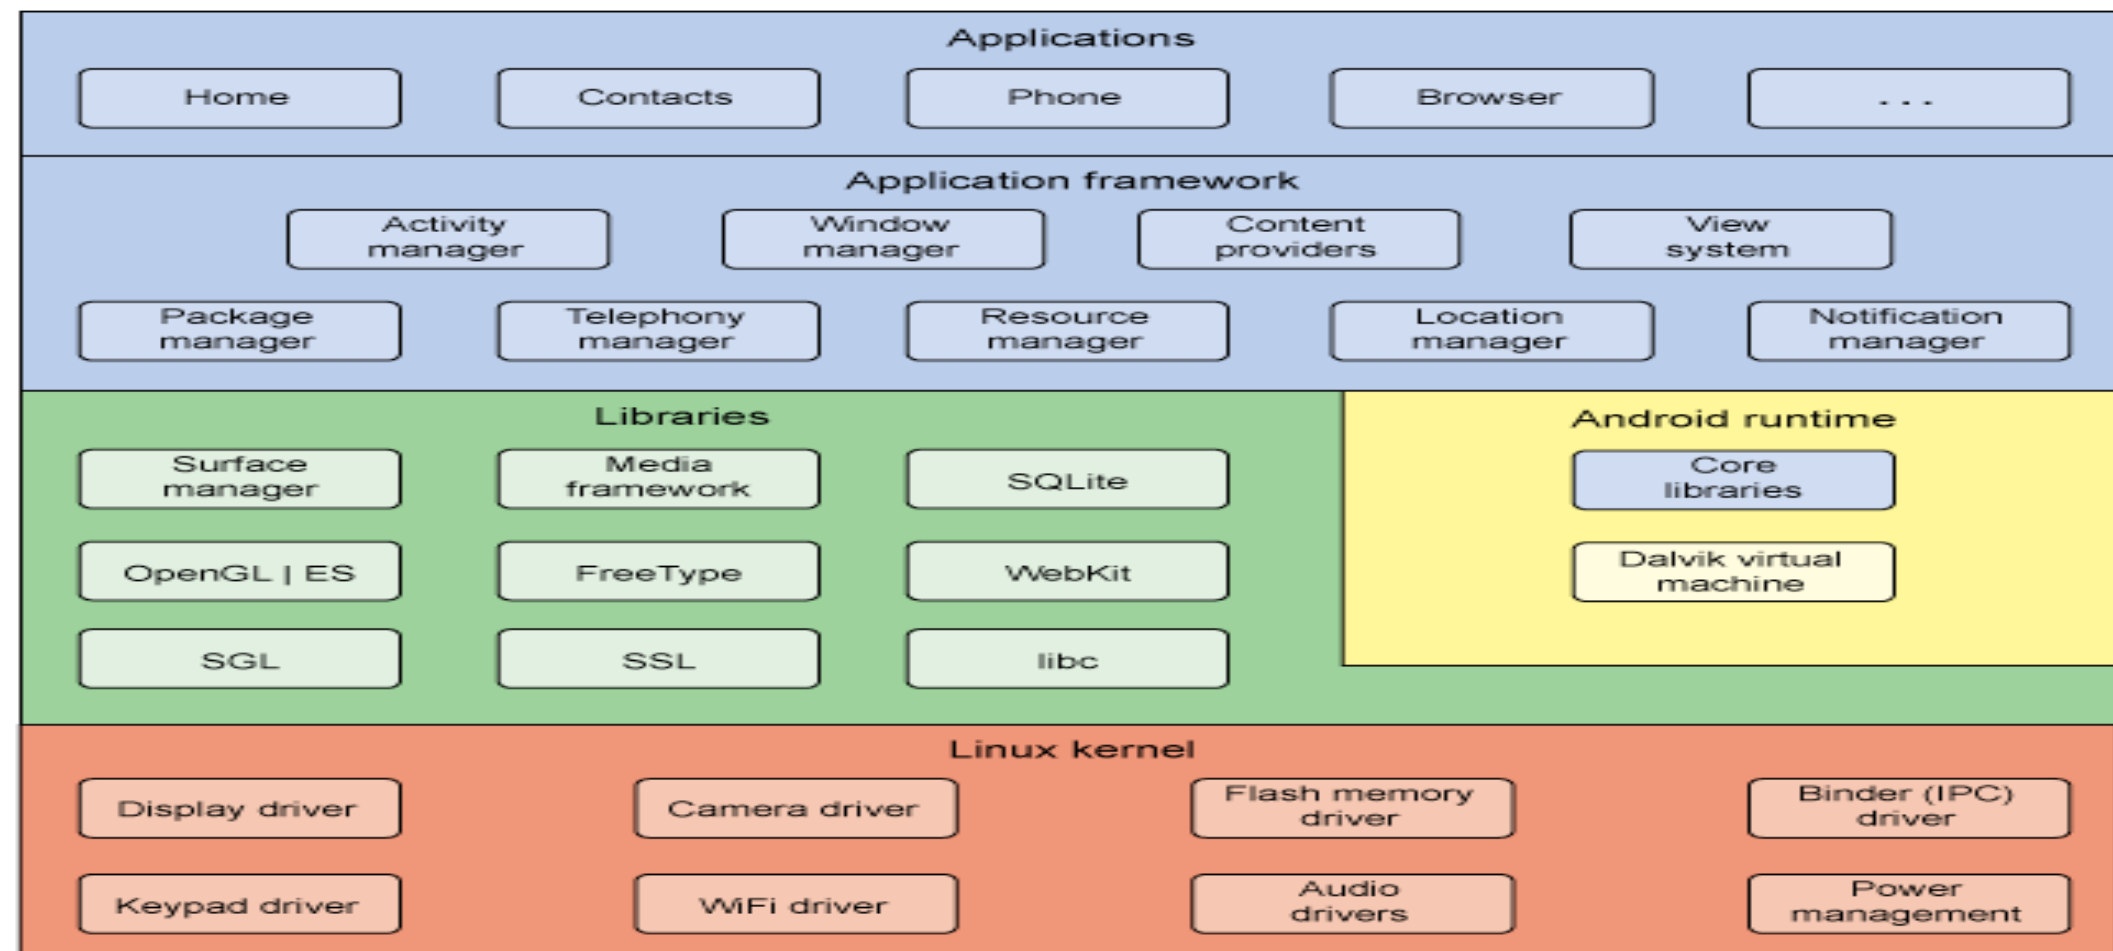 Applications
Home
Contacts
Phone
Browser
...
Application framework
Activity
manager
Window
manager
Content
providers
View
system
Package
manager
Telephony
manager
Resource
manager
Location
manager
Notification
manager
Libraries
Surface
manager
Media
framework
SQLite
OpenGL | ES
FreeType
WebKit
SGL
SSL
libc
Android runtime
Core
libraries
Dalvik virtual
machine
Linux kernel
Display driver
Camera driver
Flash memory
driver
Binder (IPC)
driver
Keypad driver
WiFi driver
Audio
drivers
Power
management